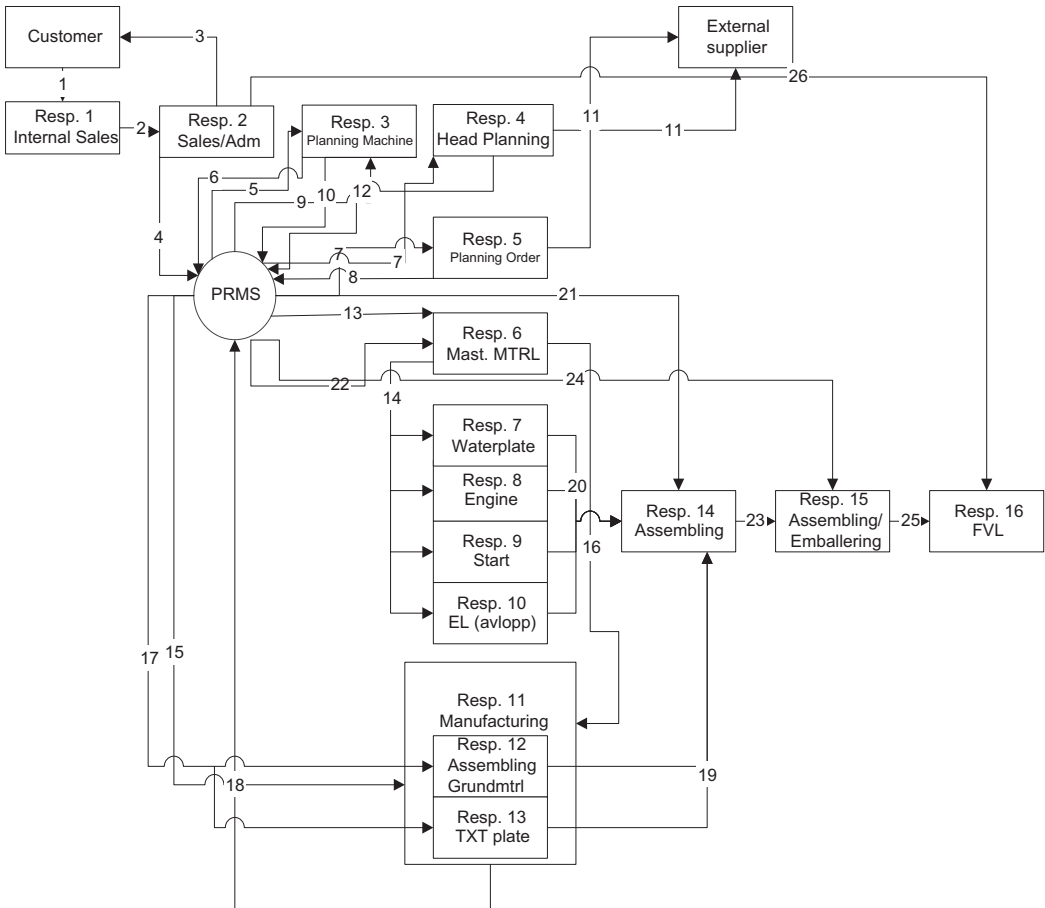 Customer
External
supplier
3
26
1
Resp. 1
Internal Sales
2
Resp. 2
Sales/Adm
Resp. 3
Planning Machine
Resp. 4
Head Planning
11
11
6
5
9
10
12
4
7
7
8
Resp. 5
Planning Order
PRMS
21
13
Resp. 6
Mast. MTRL
22
24
14
Resp. 7
Waterplate
Resp. 8
Engine
20
Resp. 9
Start
16
Resp. 10
EL (avlopp)
Resp. 14
Assembling
23
Resp. 15
Assembling/
Emballering
25
Resp. 16
FVL
17
15
Resp. 11
Manufacturing
Resp. 12
Assembling
Grundmtrl
18
19
Resp. 13
TXT plate